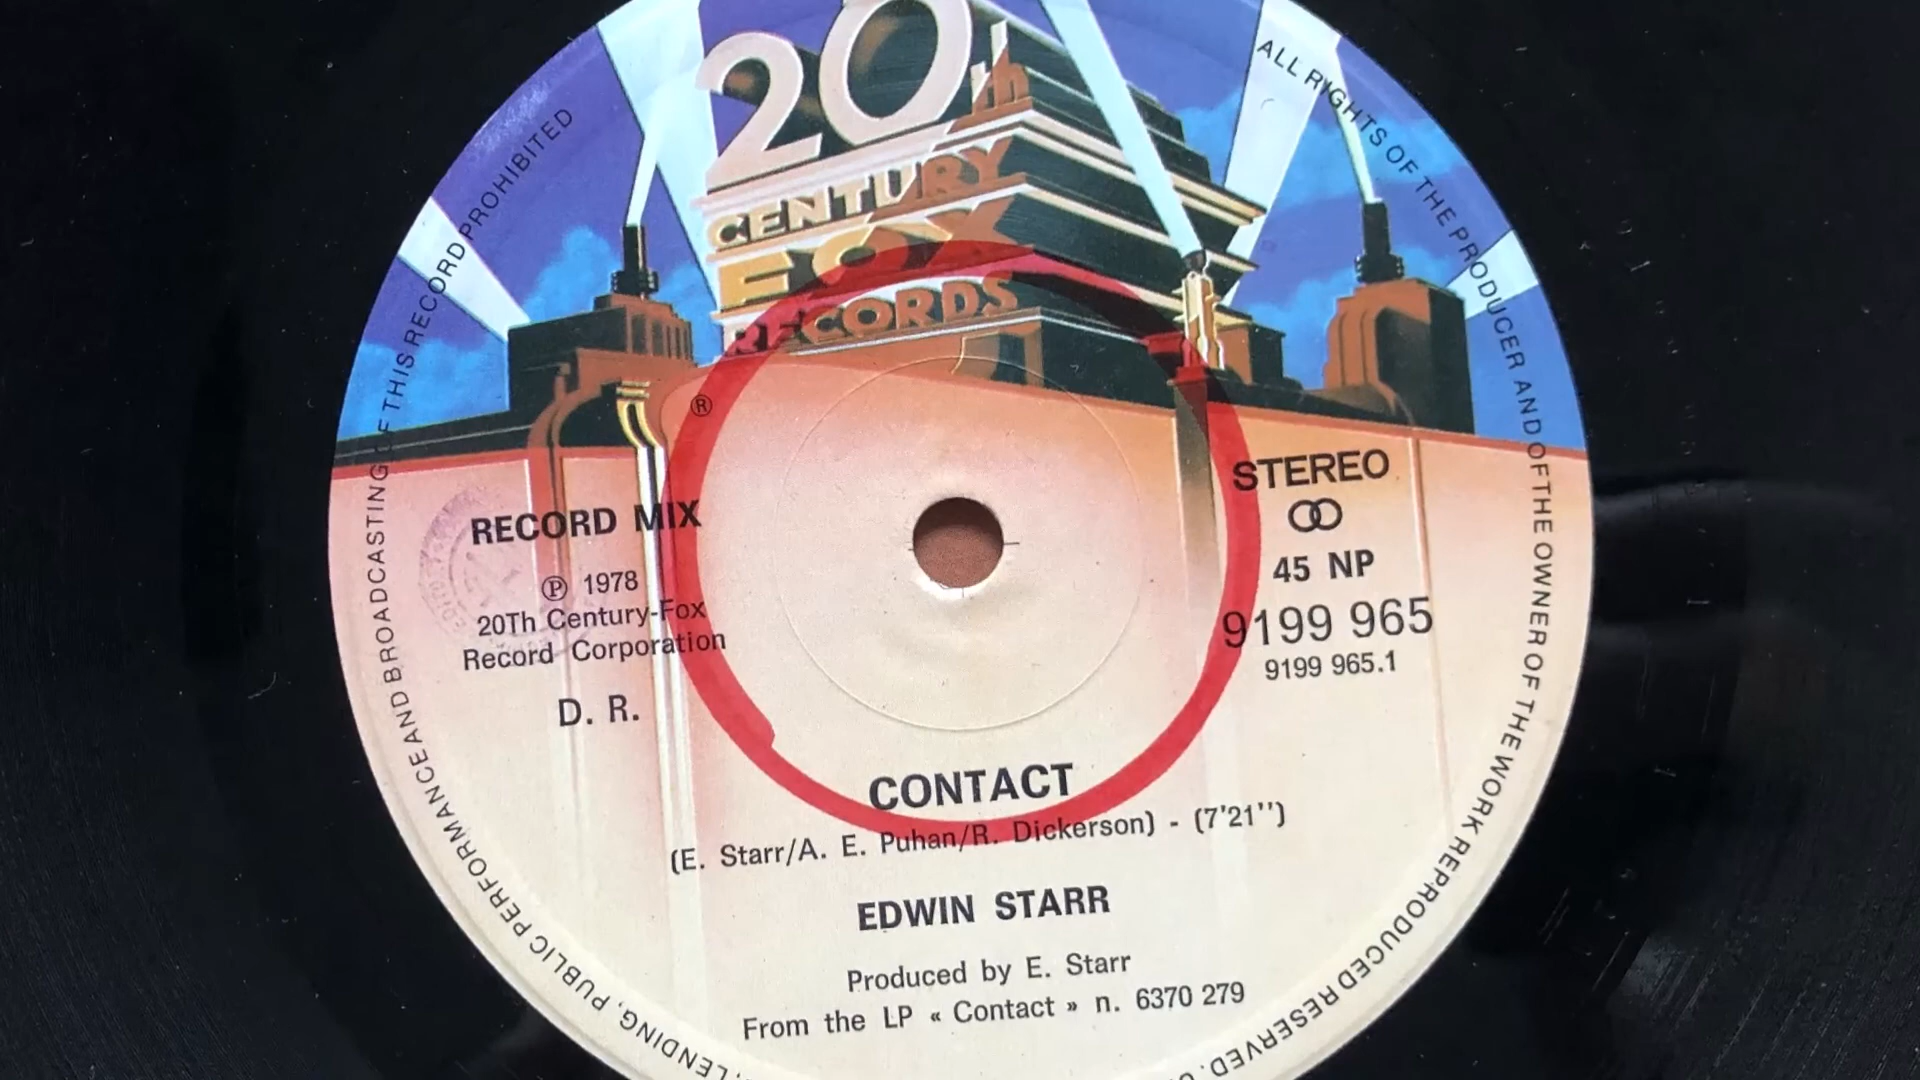 20th
CENTURY
FOX
RECORDS
®
RECORD MIX
℗ 1978
20Th Century-Fox
Record Corporation
D. R.
STEREO
45 NP
9199 965
9199 965.1
CONTACT
(E. Starr/A. E. Puhan/R. Dickerson) - (7'21'')
EDWIN STARR
Produced by E. Starr
From the LP « Contact » n. 6370 279
ALL RIGHTS OF THE PRODUCER AND OF THE OWNER OF THE WORK REPRODUCED RESERVED.
LENDING, PUBLIC PERFORMANCE AND BROADCASTING OF THIS RECORD PROHIBITED